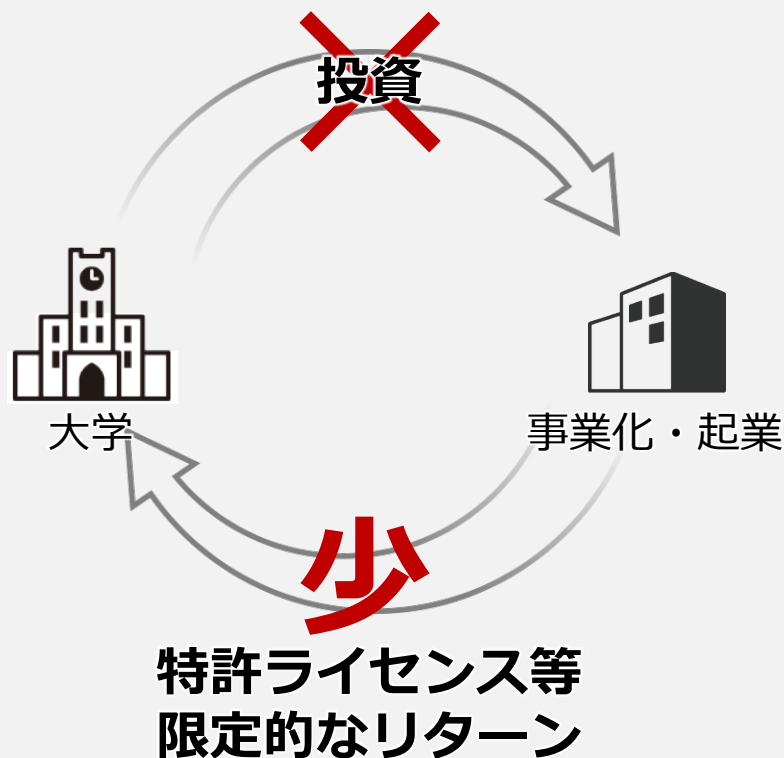 投資
大学
事業化・起業
少
特許ライセンス等
限定的なリターン